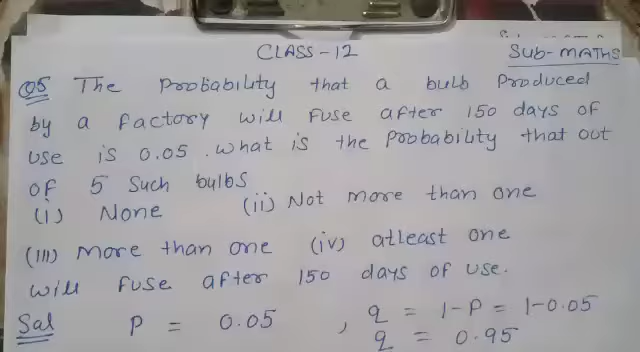 CLASS-12
Sub-MATHS
Q5 The Probability that a bulb Produced
by a factory will Fuse after 150 days of
use is 0.05. what is the Probability that out
of 5 Such bulbs
(i) None (ii) Not more than one
(iii) more than one (iv) atleast one
will fuse after 150 days of use.
Sol P = 0.05 , q = 1-P = 1-0.05
q = 0.95